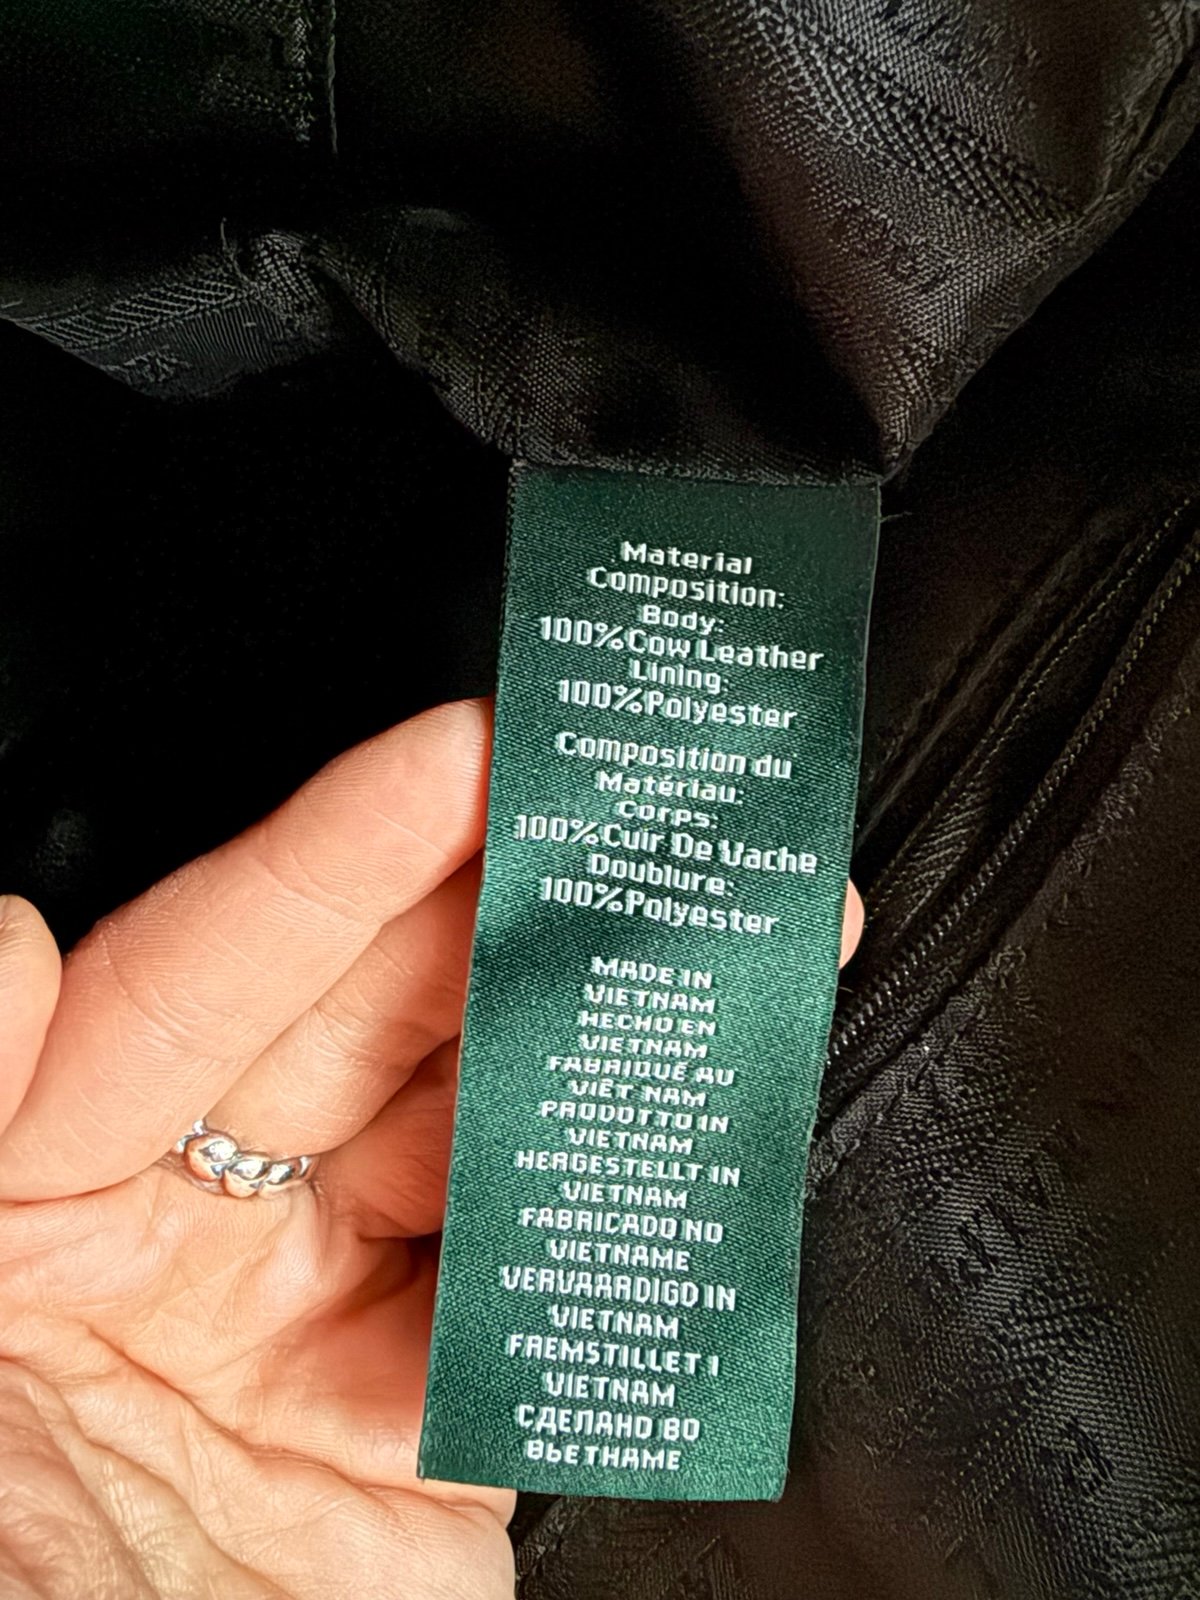 Material
Composition:
Body:
100%Cow Leather
Lining:
100%Polyester
Composition du
Matériau:
Corps:
100%Cuir De Vache
Doublure:
100%Polyester
MADE IN
VIETNAM
HECHO EN
VIETNAM
FABRIQUÉ AU
VIÊT NAM
PRODOTTO IN
VIETNAM
HERGESTELLT IN
VIETNAM
FABRICADO NO
VIETNAME
VERVAARDIGD IN
VIETNAM
FREMSTILLET I
VIETNAM
СДЕЛАНО ВО
ВЬЕТНАМЕ